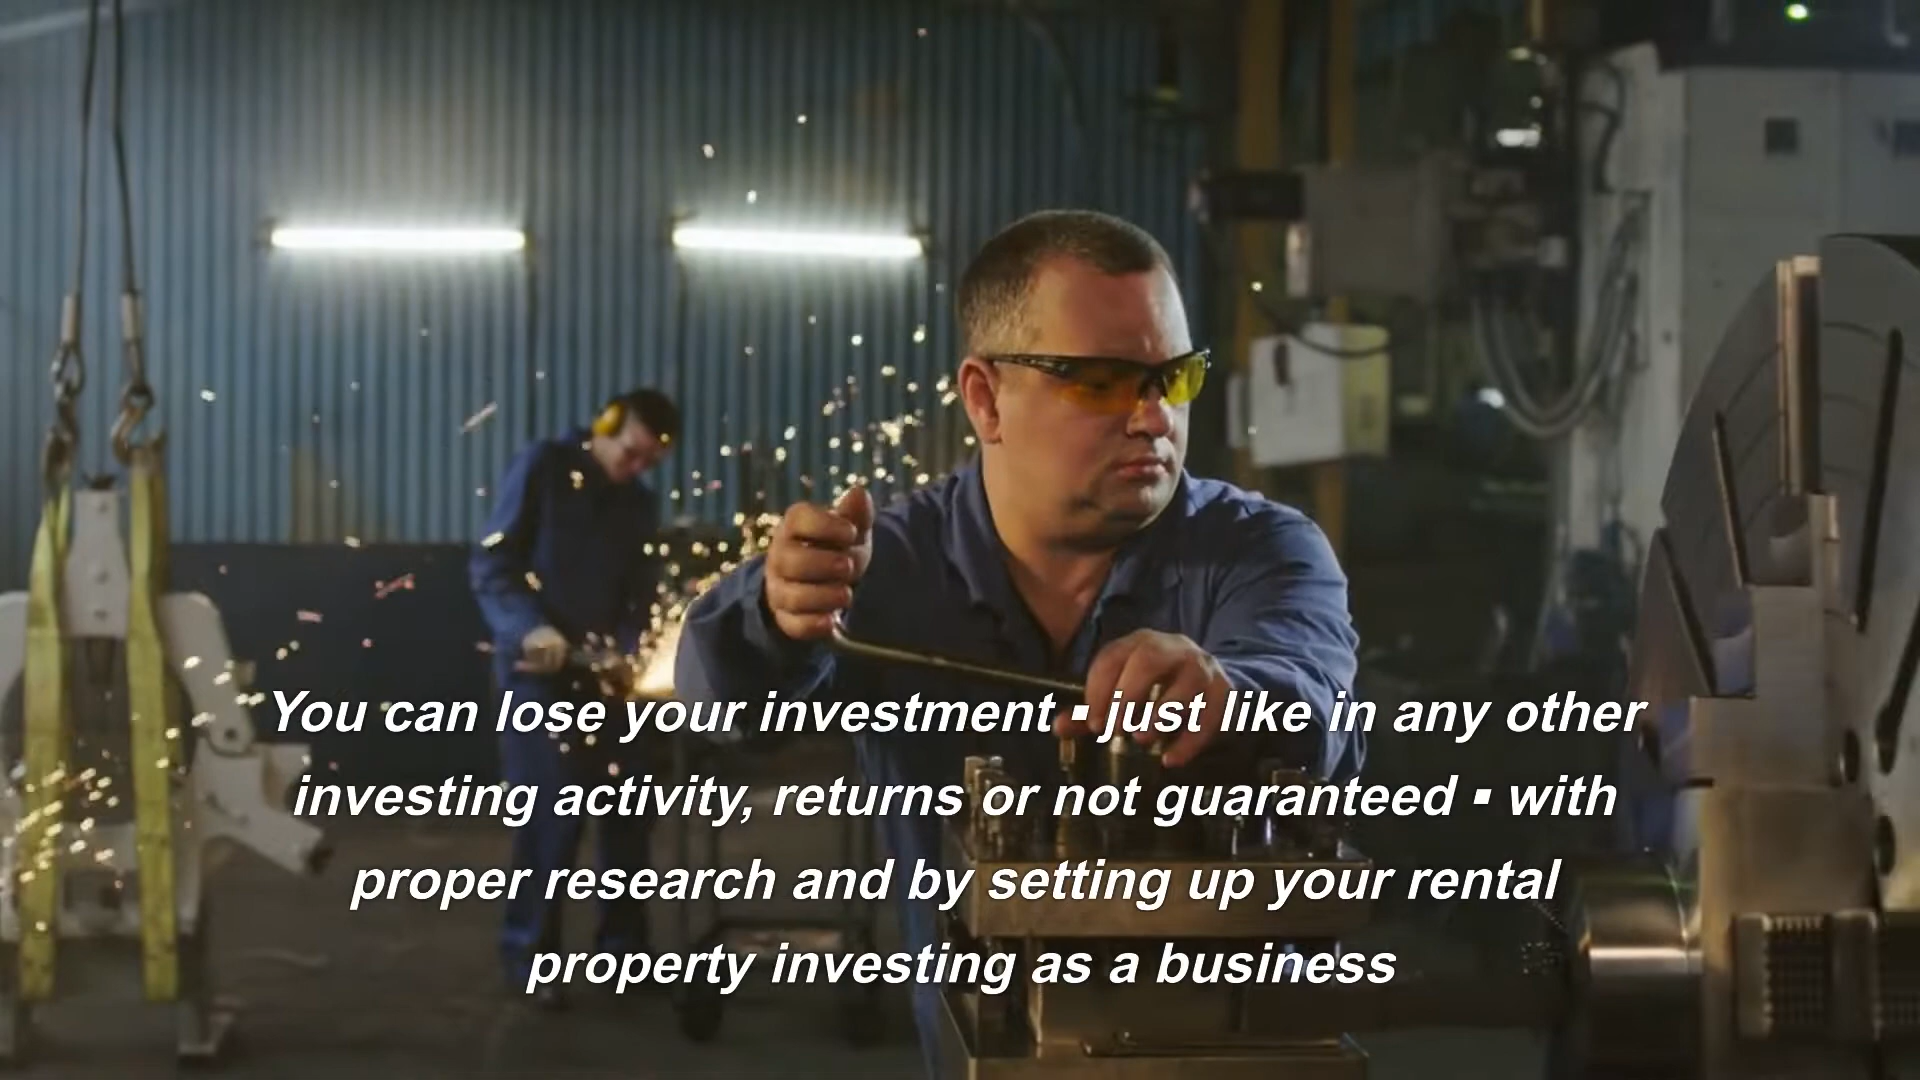 You can lose your investment ▪ just like in any other
investing activity, returns or not guaranteed ▪ with
proper research and by setting up your rental
property investing as a business